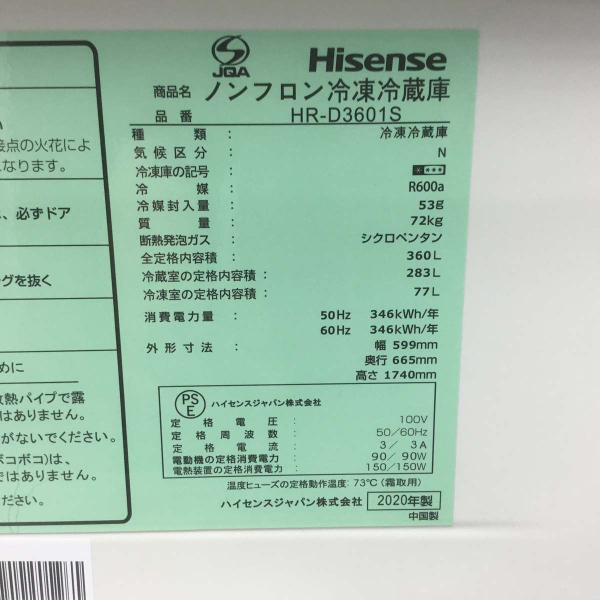 JQA
Hisense
商品名 ノンフロン冷凍冷蔵庫
品番 HR-D3601S
種類: 冷凍冷蔵庫
気候区分: N
冷凍庫の記号: ****
冷媒: R600a
冷媒封入量: 53g
質量: 72kg
断熱発泡ガス: シクロペンタン
全定格内容積: 360L
冷蔵室の定格内容積: 283L
冷凍室の定格内容積: 77L
消費電力量: 50Hz 346kWh/年
60Hz 346kWh/年
外形寸法: 幅 599mm
奥行 665mm
高さ 1740mm
PSE ハイセンスジャパン株式会社
定格電圧: 100V
定格周波数: 50/60Hz
定格電流: 3/3A
電動機の定格消費電力: 90/90W
電熱装置の定格消費電力: 150/150W
温度ヒューズの定格動作温度: 73℃(霜取用)
ハイセンスジャパン株式会社 2020年製
中国製
い
接点の火花によ
になります。
、必ずドア
グを抜く
めに
放熱パイプで露
はありません。
がないでください。
ボコボコ)は、
ではありません。
ください。